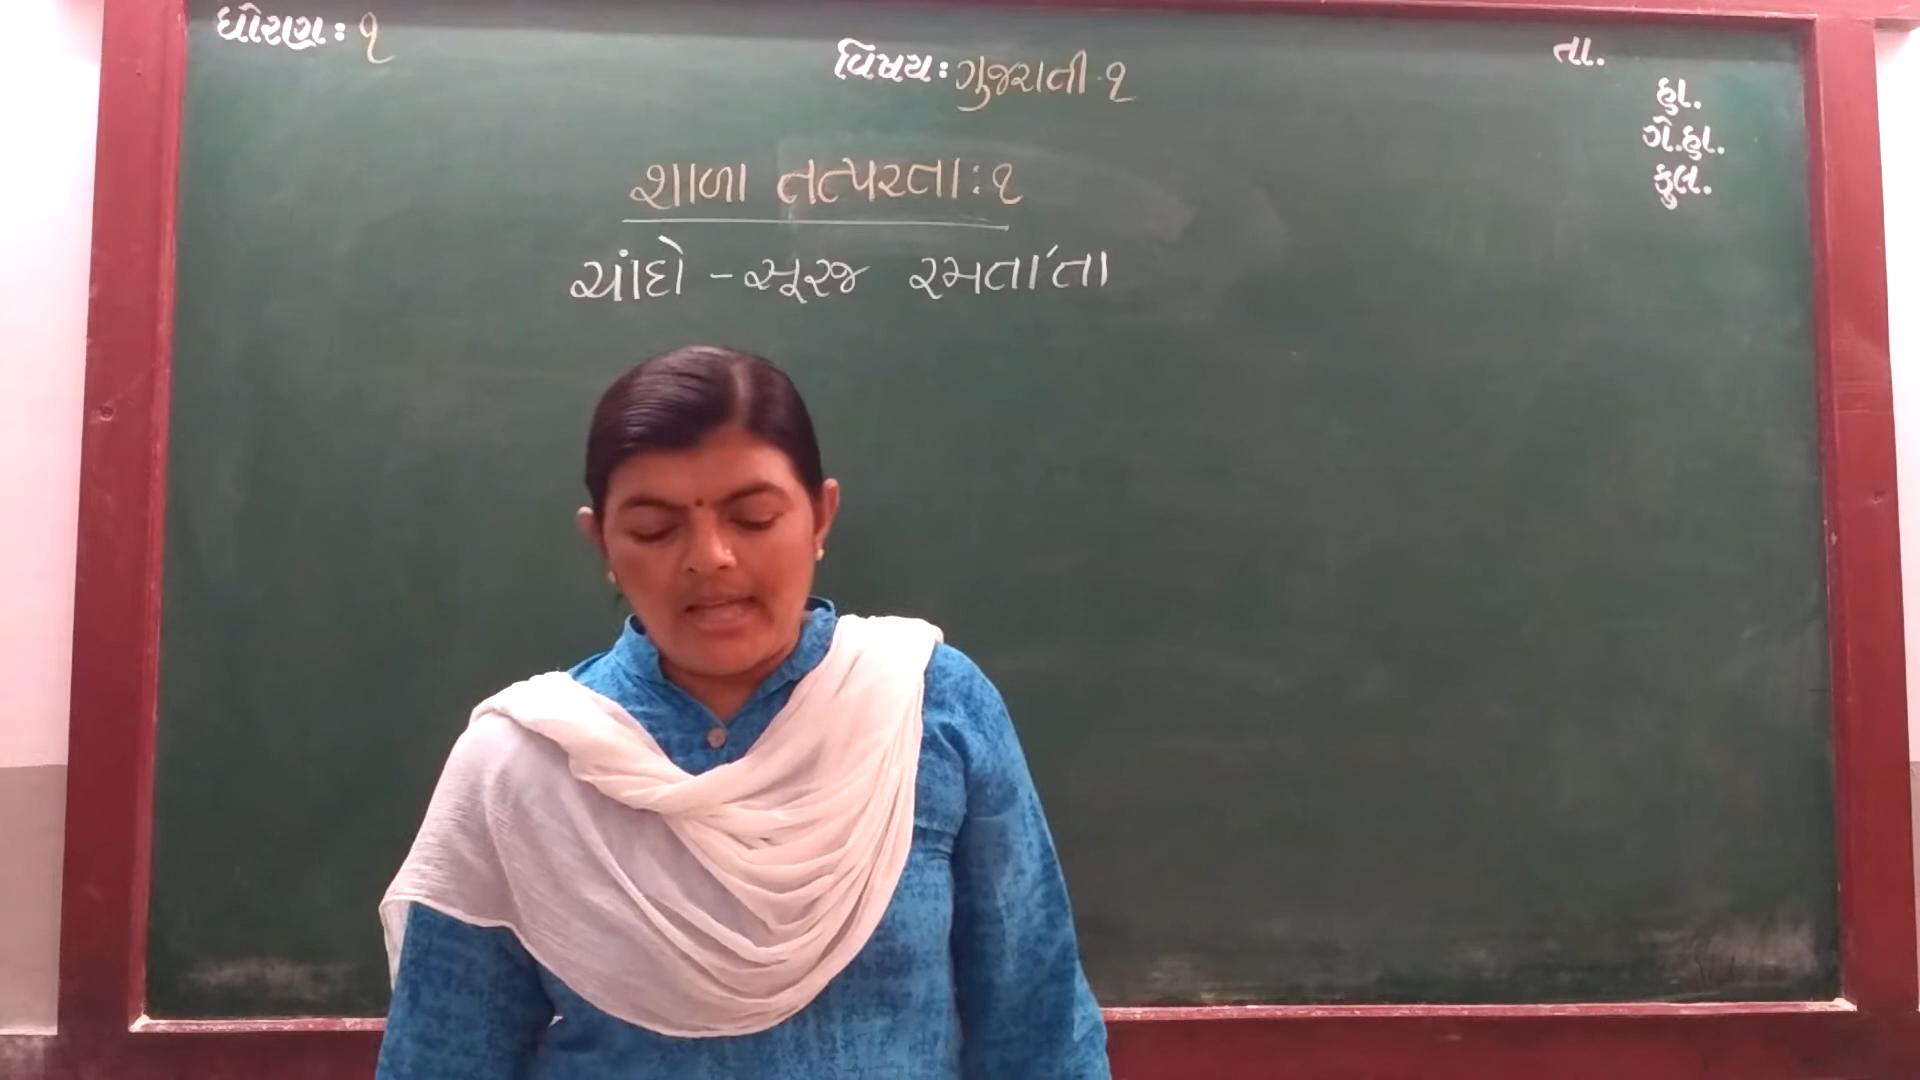 ધોરણ : ૧
વિષય : ગુજરાતી - ૧
તા.
હા.
ગે.હા.
કુલ.
શાળા તત્પરતા : ૧
ચાંદો - સૂરજ રમતા'તા